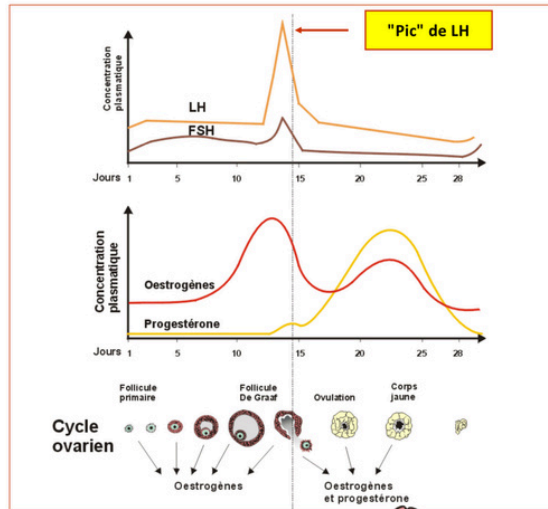 "Pic" de LH
Concentration
plasmatique
LH
FSH
Jours 1 5 10 15 20 25 28
Concentration
plasmatique
Oestrogènes
Progestérone
Jours 1 5 10 15 20 25 28
Follicule
primaire
Follicule
De Graaf
Ovulation
Corps
jaune
Cycle
ovarien
Oestrogènes
Oestrogènes
et progestérone